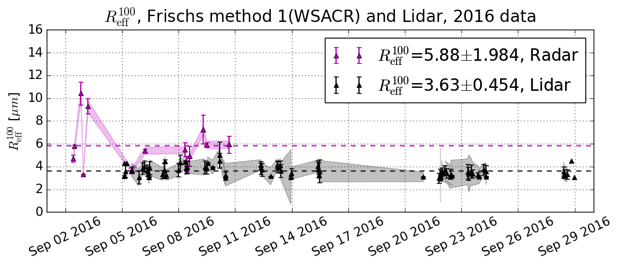 R_eff^100, Frischs method 1(WSACR) and Lidar, 2016 data
R_eff^100 [μm]
16
14
12
10
8
6
4
2
0
R_eff^100=5.88±1.984, Radar
R_eff^100=3.63±0.454, Lidar
Sep 02 2016 Sep 05 2016 Sep 08 2016 Sep 11 2016 Sep 14 2016 Sep 17 2016 Sep 20 2016 Sep 23 2016 Sep 26 2016 Sep 29 2016